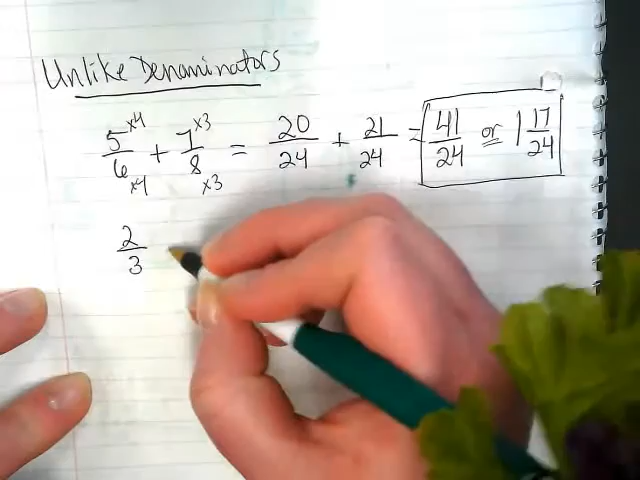 Unlike Denominators
5/6 ×4/×4 + 7/8 ×3/×3 = 20/24 + 21/24 = 41/24 or 1 17/24
2/3